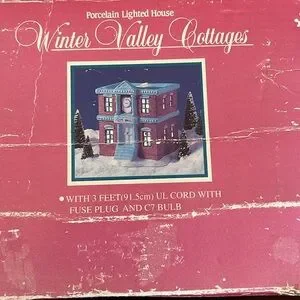 Porcelain Lighted House
Winter Valley Cottages
• WITH 3 FEET(91.5cm) UL CORD WITH
FUSE PLUG AND C7 BULB